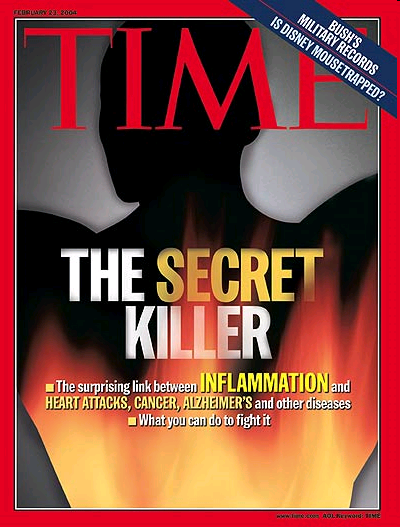 FEBRUARY 23, 2004
BUSH'S
MILITARY RECORDS
IS DISNEY MOUSETRAPPED?
TIME
THE SECRET
KILLER
■ The surprising link between INFLAMMATION and
HEART ATTACKS, CANCER, ALZHEIMER'S and other diseases
■ What you can do to fight it
www.time.com AOL Keyword: TIME